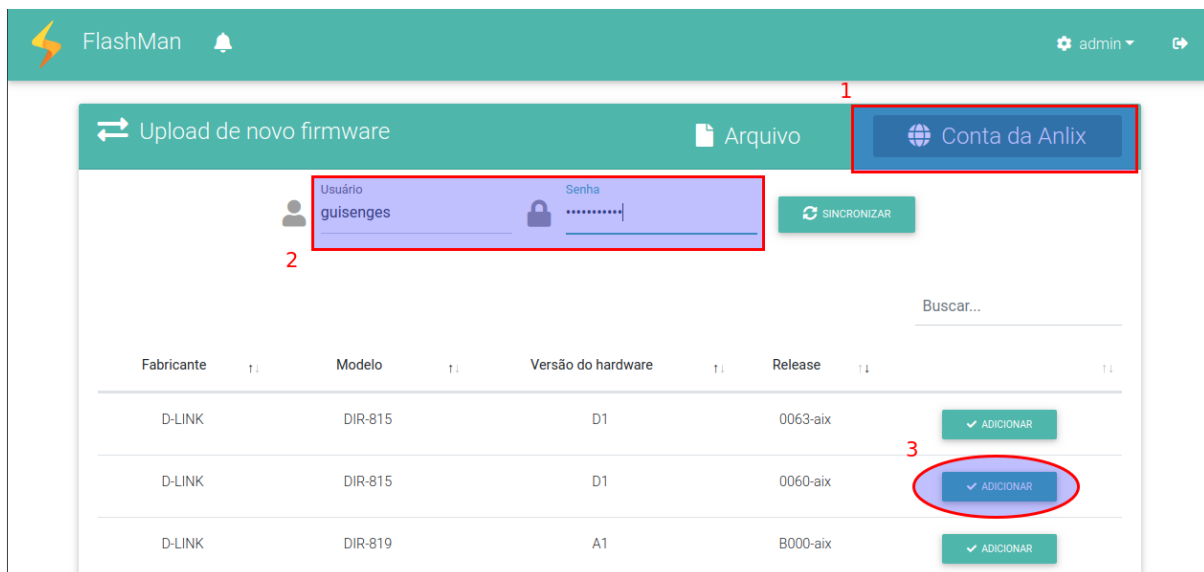 FlashMan admin
1
Upload de novo firmware Arquivo Conta da Anlix
Usuário Senha
guisenges ••••••••••• SINCRONIZAR
2
Buscar...
Fabricante ↑↓ Modelo ↑↓ Versão do hardware ↑↓ Release ↑↓ ↑↓
D-LINK DIR-815 D1 0063-aix ADICIONAR
3
D-LINK DIR-815 D1 0060-aix ADICIONAR
D-LINK DIR-819 A1 B000-aix ADICIONAR